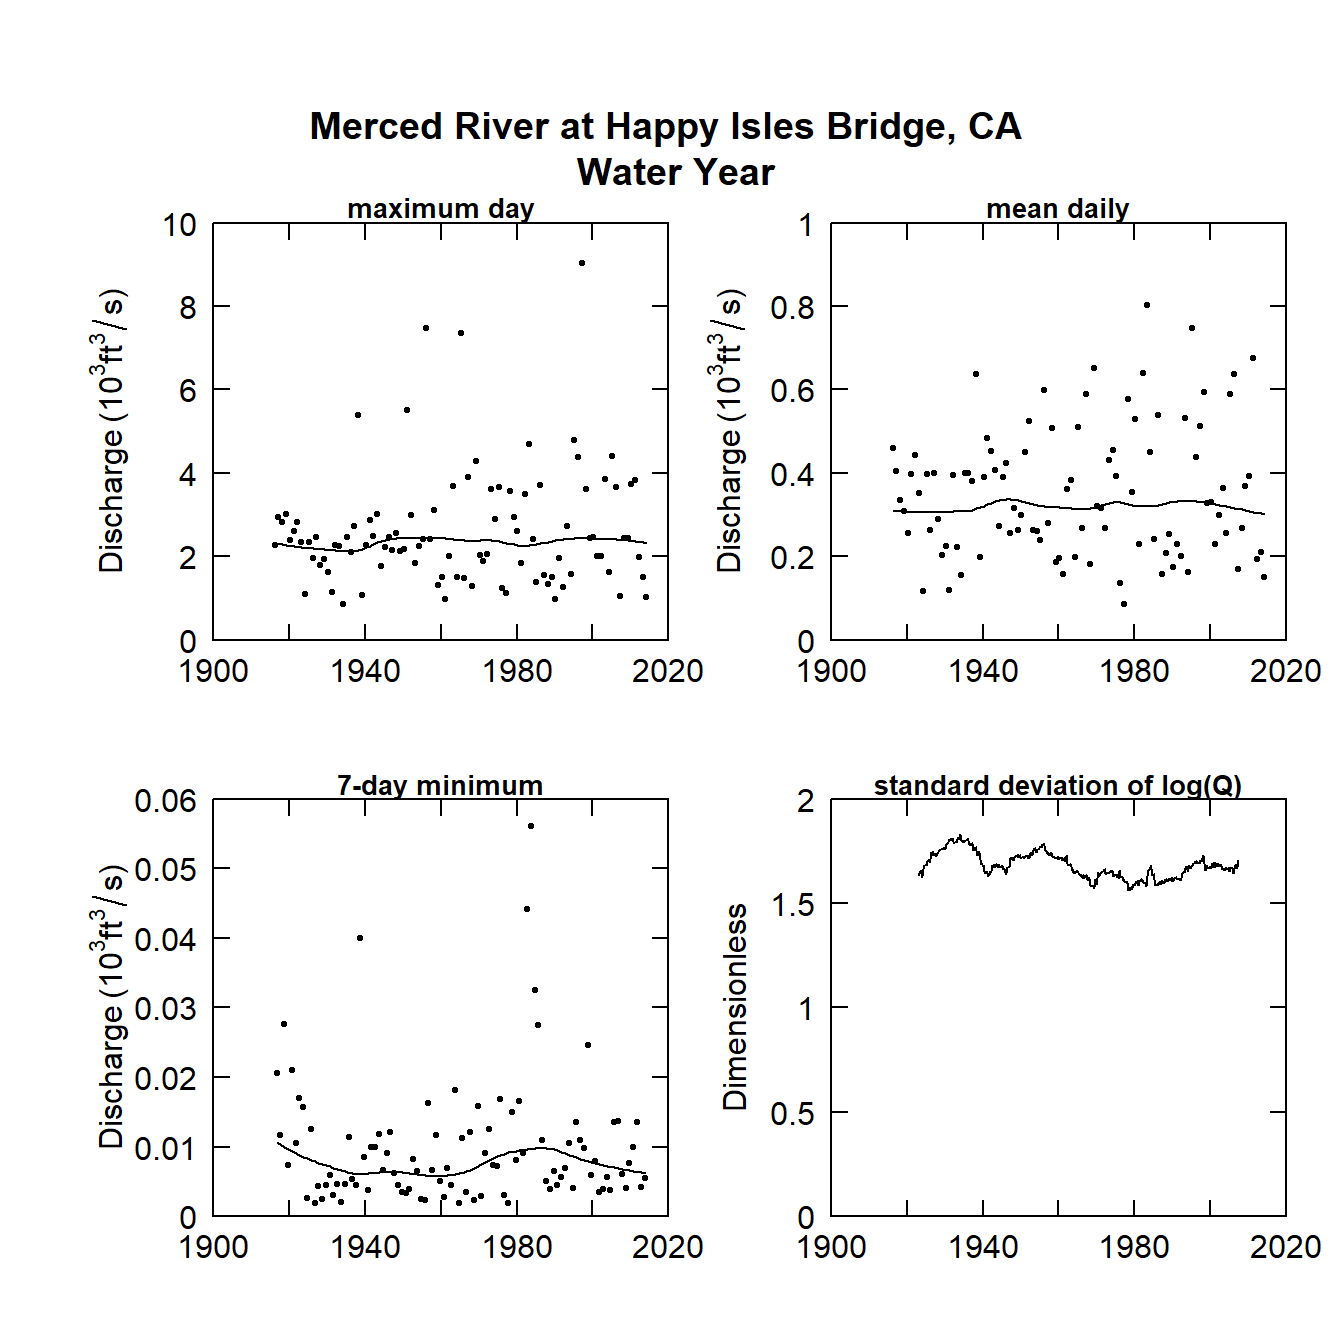 Merced River at Happy Isles Bridge, CA
Water Year
maximum day
10
8
6
4
2
0
Discharge (10³ft³/s)
1900 1940 1980 2020
mean daily
1
0.8
0.6
0.4
0.2
0
Discharge (10³ft³/s)
1900 1940 1980 2020
7-day minimum
0.06
0.05
0.04
0.03
0.02
0.01
0
Discharge (10³ft³/s)
1900 1940 1980 2020
standard deviation of log(Q)
2
1.5
1
0.5
0
Dimensionless
1900 1940 1980 2020